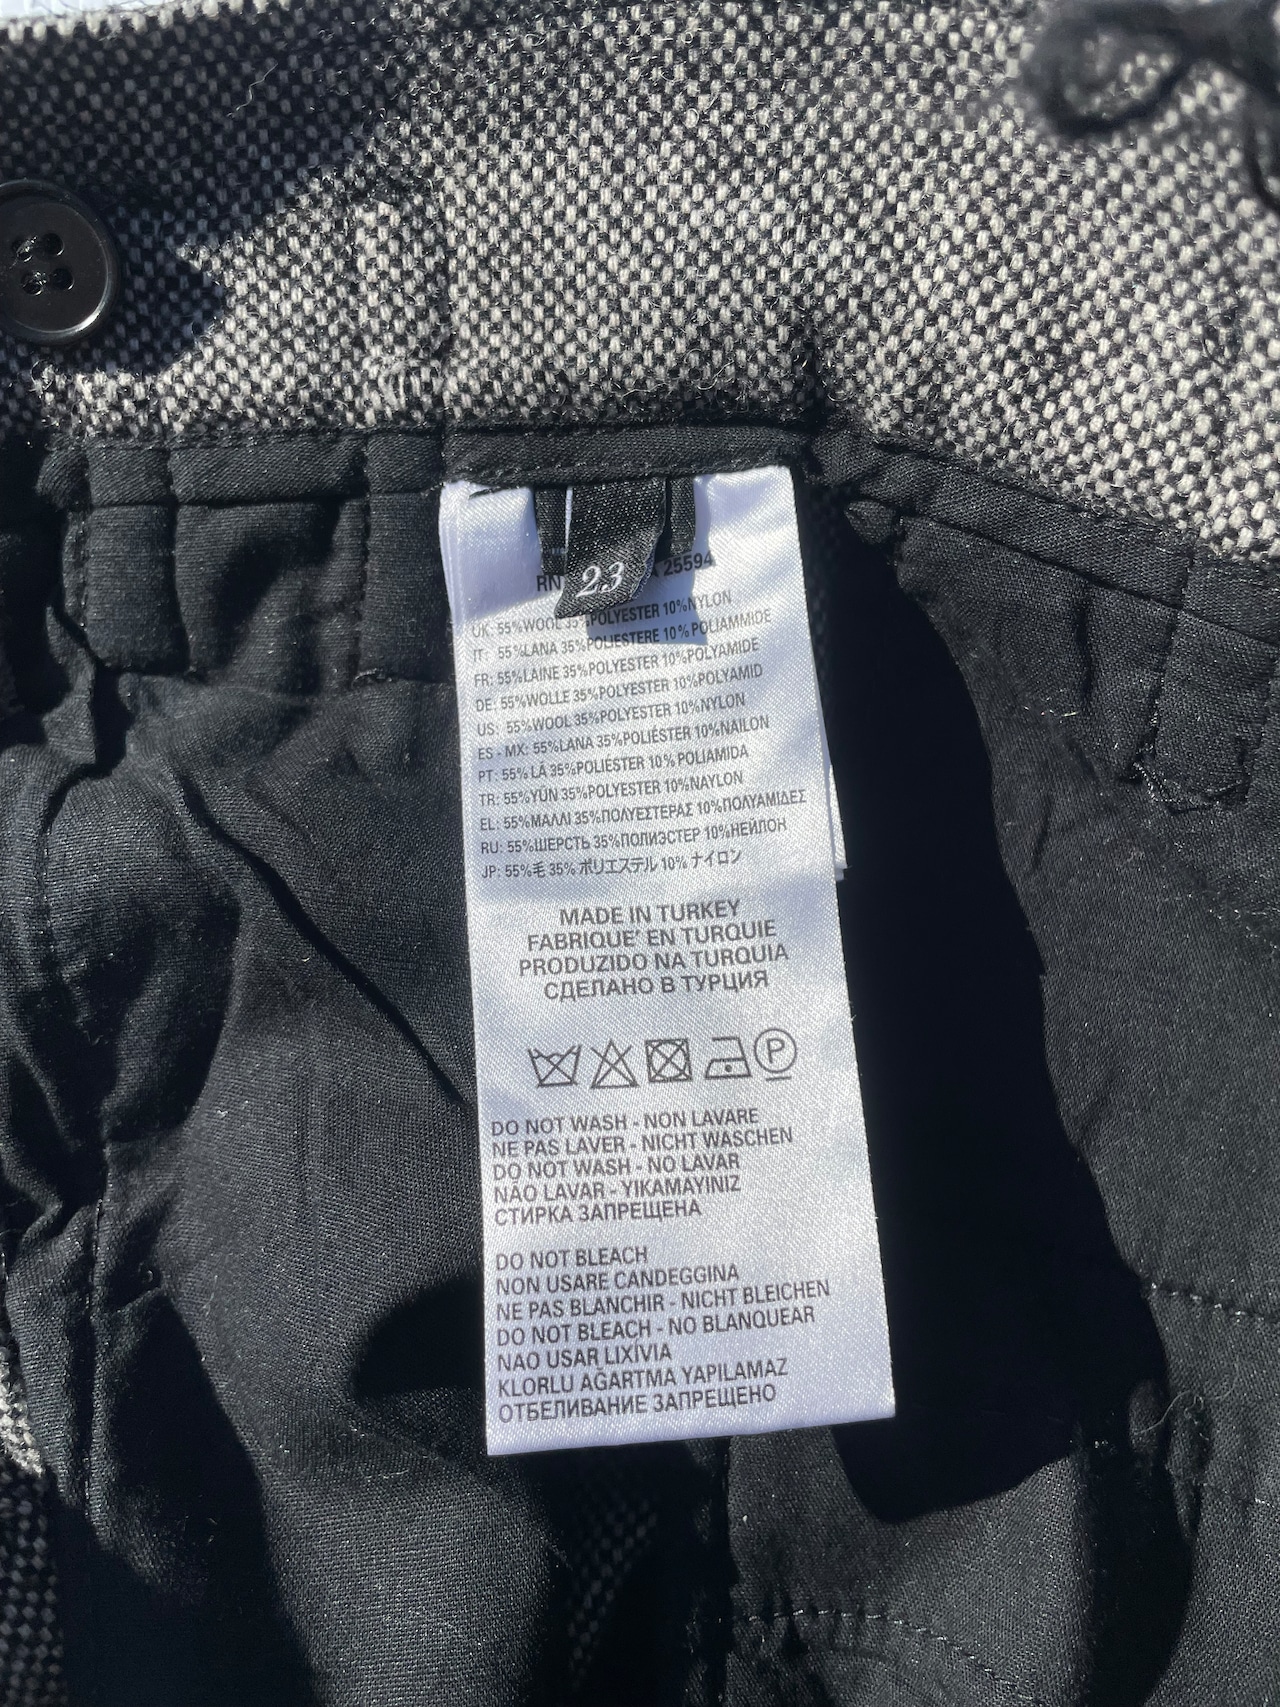 23
RN
25594
UK: 55%WOOL 35%POLYESTER 10%NYLON
IT: 55%LANA 35%POLIESTERE 10%POLIAMMIDE
FR: 55%LAINE 35%POLYESTER 10%POLYAMIDE
DE: 55%WOLLE 35%POLYESTER 10%POLYAMID
US: 55%WOOL 35%POLYESTER 10%NYLON
ES - MX: 55%LANA 35%POLIÉSTER 10%NAILON
PT: 55% LÃ 35%POLIÉSTER 10% POLIAMIDA
TR: 55%YÜN 35%POLYESTER 10%NAYLON
EL: 55%ΜΑΛΛΙ 35%ΠΟΛΥΕΣΤΕΡΑΣ 10%ΠΟΛΥΑΜΙΔΕΣ
RU: 55%ШЕРСТЬ 35%ПОЛИЭСТЕР 10%НЕЙЛОН
JP: 55%毛 35% ポリエステル 10% ナイロン
MADE IN TURKEY
FABRIQUE' EN TURQUIE
PRODUZIDO NA TURQUIA
СДЕЛАНО В ТУРЦИЯ
P
DO NOT WASH - NON LAVARE
NE PAS LAVER - NICHT WASCHEN
DO NOT WASH - NO LAVAR
NÃO LAVAR - YIKAMAYINIZ
СТИРКА ЗАПРЕЩЕНА
DO NOT BLEACH
NON USARE CANDEGGINA
NE PAS BLANCHIR - NICHT BLEICHEN
DO NOT BLEACH - NO BLANQUEAR
NAO USAR LIXÍVIA
KLORLU AĞARTMA YAPILAMAZ
ОТБЕЛИВАНИЕ ЗАПРЕЩЕНО